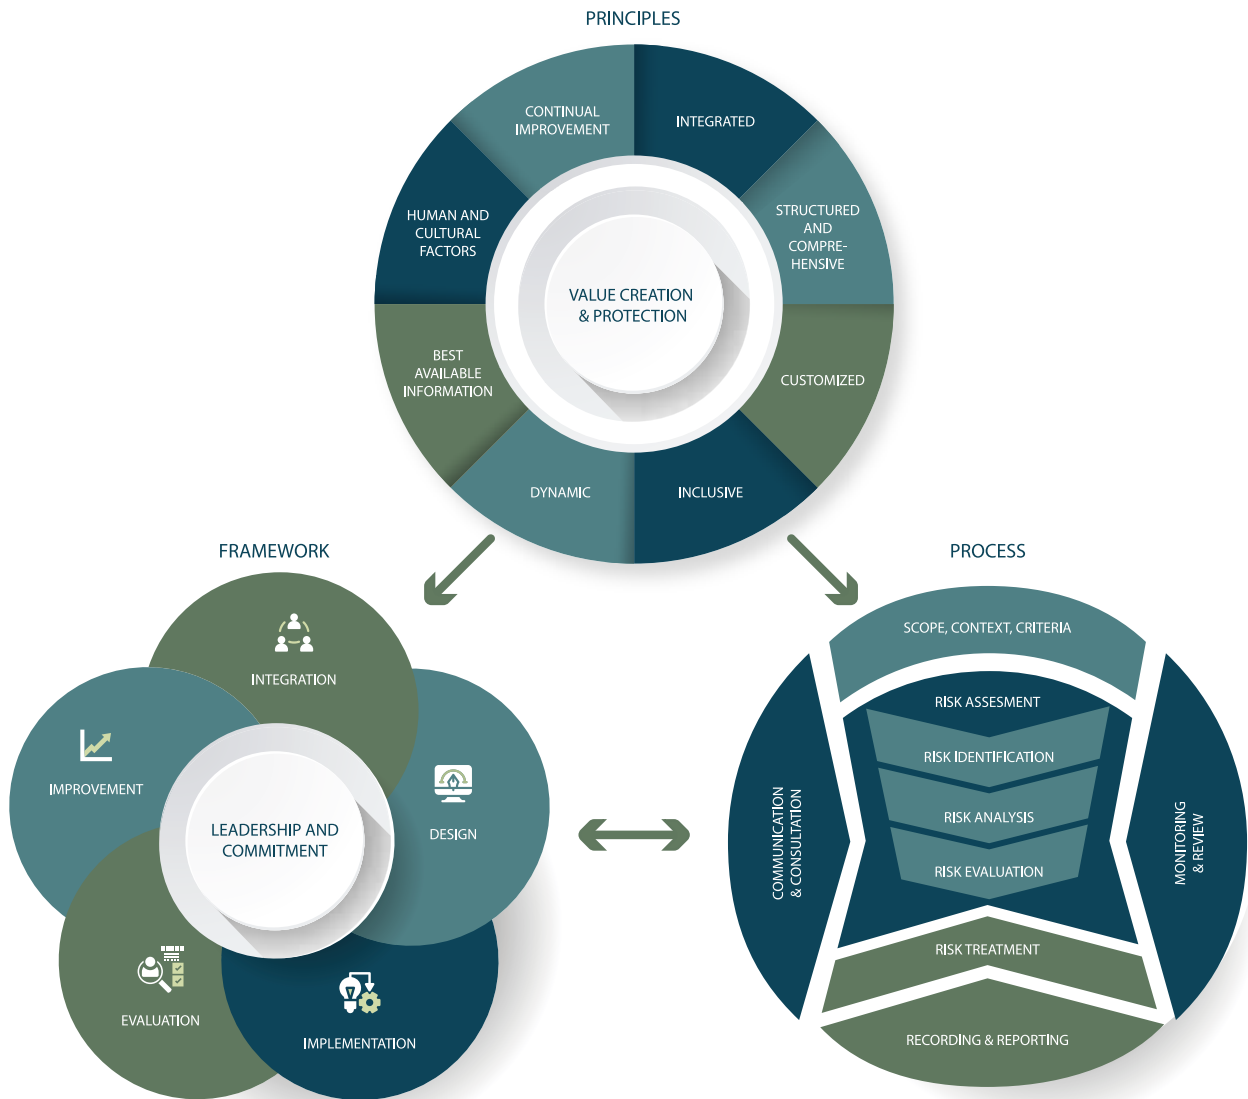 PRINCIPLES
CONTINUAL
IMPROVEMENT
INTEGRATED
STRUCTURED
AND
COMPRE-
HENSIVE
CUSTOMIZED
INCLUSIVE
DYNAMIC
BEST
AVAILABLE
INFORMATION
HUMAN AND
CULTURAL
FACTORS
VALUE CREATION
& PROTECTION
FRAMEWORK
INTEGRATION
DESIGN
IMPLEMENTATION
EVALUATION
IMPROVEMENT
LEADERSHIP AND
COMMITMENT
PROCESS
SCOPE, CONTEXT, CRITERIA
COMMUNICATION
& CONSULTATION
RISK ASSESMENT
RISK IDENTIFICATION
RISK ANALYSIS
RISK EVALUATION
MONITORING
& REVIEW
RISK TREATMENT
RECORDING & REPORTING